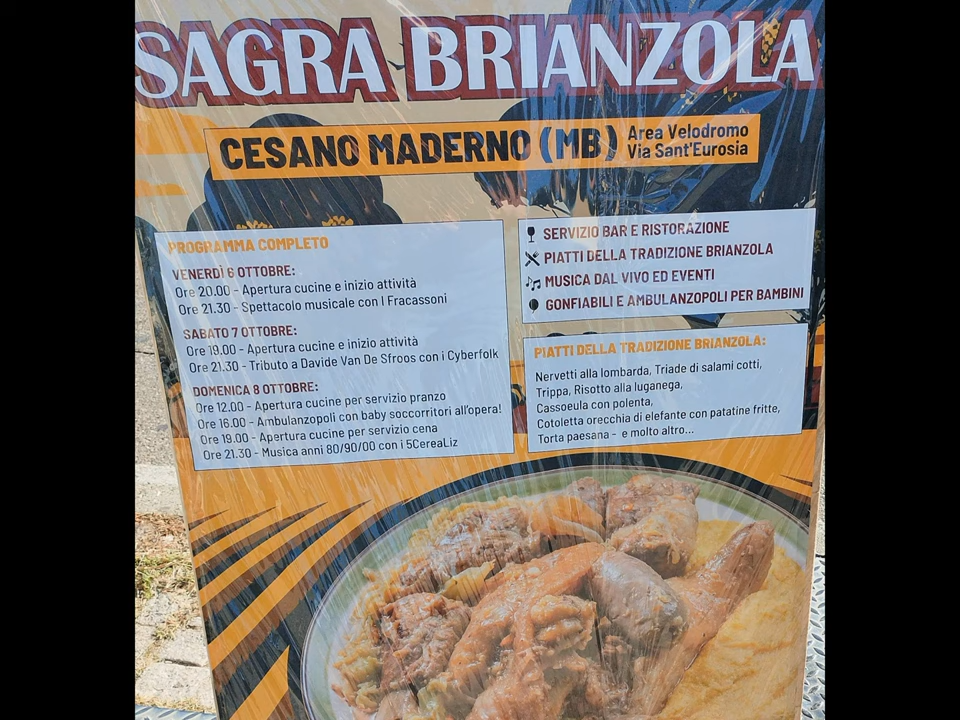 SAGRA BRIANZOLA
CESANO MADERNO (MB)
Area Velodromo
Via Sant'Eurosia
PROGRAMMA COMPLETO
VENERDÌ 6 OTTOBRE:
Ore 20.00 - Apertura cucine e inizio attività
Ore 21.30 - Spettacolo musicale con I Fracassoni
SABATO 7 OTTOBRE:
Ore 19.00 - Apertura cucine e inizio attività
Ore 21.30 - Tributo a Davide Van De Sfroos con i Cyberfolk
DOMENICA 8 OTTOBRE:
Ore 12.00 - Apertura cucine per servizio pranzo
Ore 16.00 - Ambulanzopoli con baby soccorritori all'opera!
Ore 19.00 - Apertura cucine per servizio cena
Ore 21.30 - Musica anni 80/90/00 con i 5CereaLiz
SERVIZIO BAR E RISTORAZIONE
PIATTI DELLA TRADIZIONE BRIANZOLA
MUSICA DAL VIVO ED EVENTI
GONFIABILI E AMBULANZOPOLI PER BAMBINI
PIATTI DELLA TRADIZIONE BRIANZOLA:
Nervetti alla lombarda, Triade di salami cotti,
Trippa, Risotto alla luganega,
Cassoeula con polenta,
Cotoletta orecchia di elefante con patatine fritte,
Torta paesana - e molto altro...